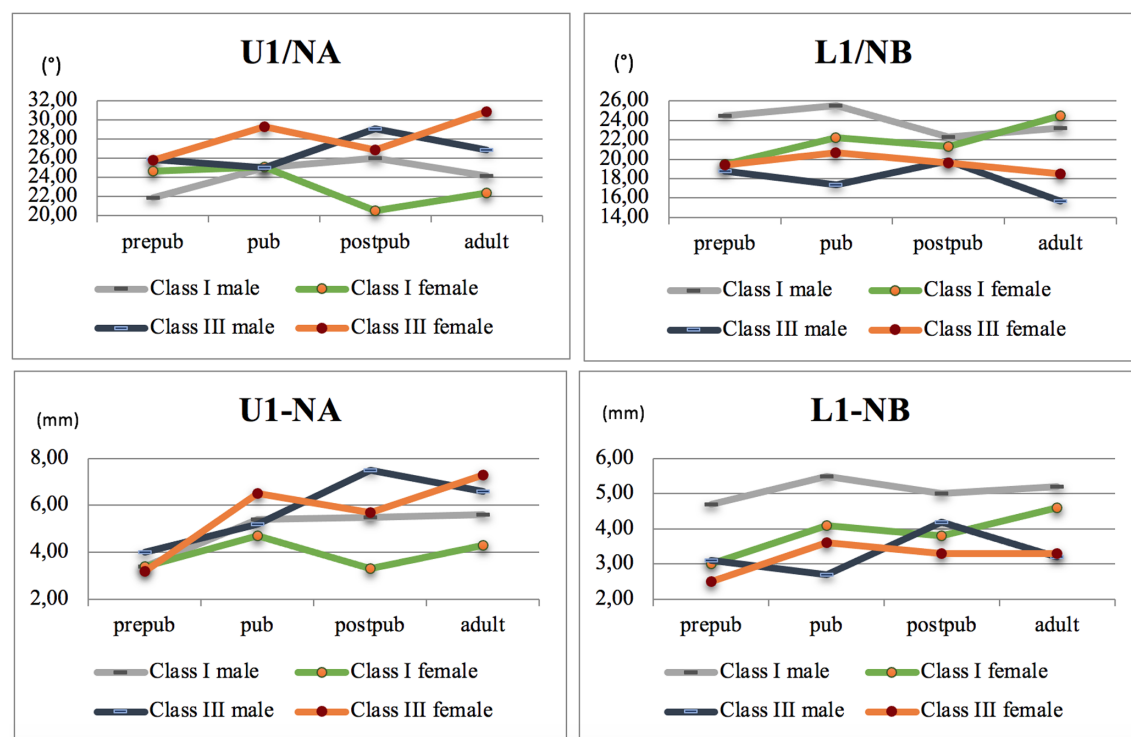 U1/NA
(°)
32,00
30,00
28,00
26,00
24,00
22,00
20,00
prepub pub postpub adult
Class I male Class I female
Class III male Class III female
L1/NB
(°)
26,00
24,00
22,00
20,00
18,00
16,00
14,00
prepub pub postpub adult
Class I male Class I female
Class III male Class III female
U1-NA
(mm)
8,00
6,00
4,00
2,00
prepub pub postpub adult
Class I male Class I female
Class III male Class III female
L1-NB
(mm)
6,00
5,00
4,00
3,00
2,00
prepub pub postpub adult
Class I male Class I female
Class III male Class III female